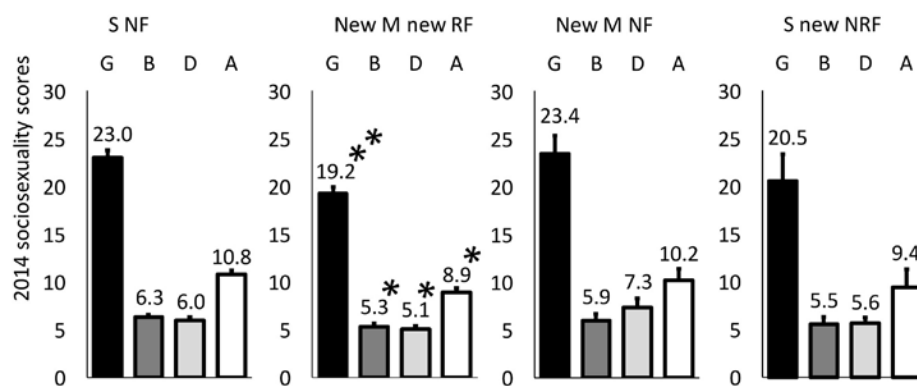 S NF New M new RF New M NF S new NRF
G B D A G B D A G B D A G B D A
2014 sociosexuality scores
30 30 30 30
25 25 25 25
20 20 20 20
15 15 15 15
10 10 10 10
5 5 5 5
0 0 0 0
23.0 6.3 6.0 10.8
19.2 ** 5.3 * 5.1 * 8.9 *
23.4 5.9 7.3 10.2
20.5 5.5 5.6 9.4